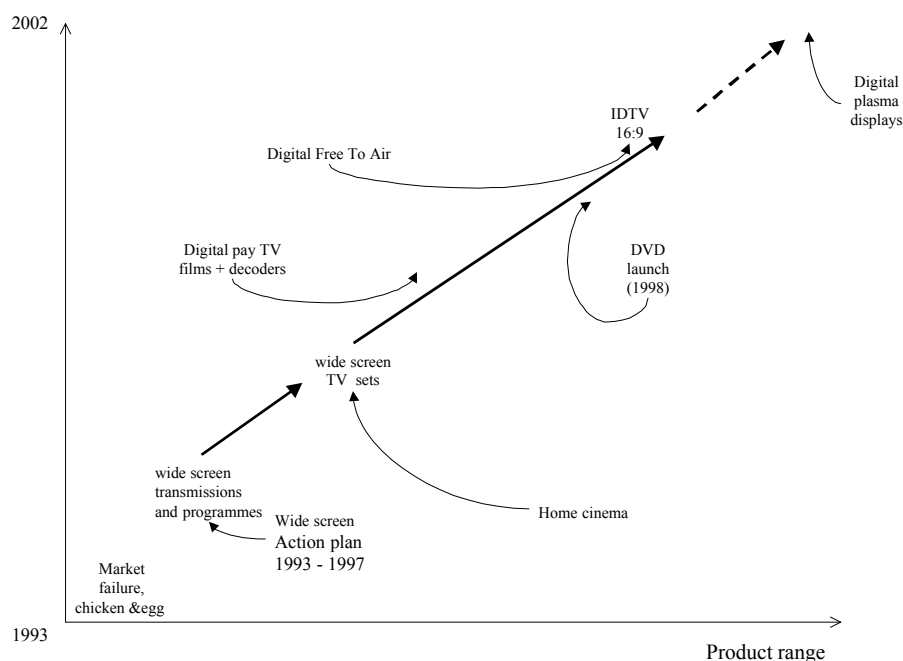 2002
Digital
plasma
displays
IDTV
16:9
Digital Free To Air
Digital pay TV
films + decoders
DVD
launch
(1998)
wide screen
TV sets
wide screen
transmissions
and programmes
Wide screen
Action plan
1993 - 1997
Home cinema
Market
failure,
chicken &egg
1993
Product range